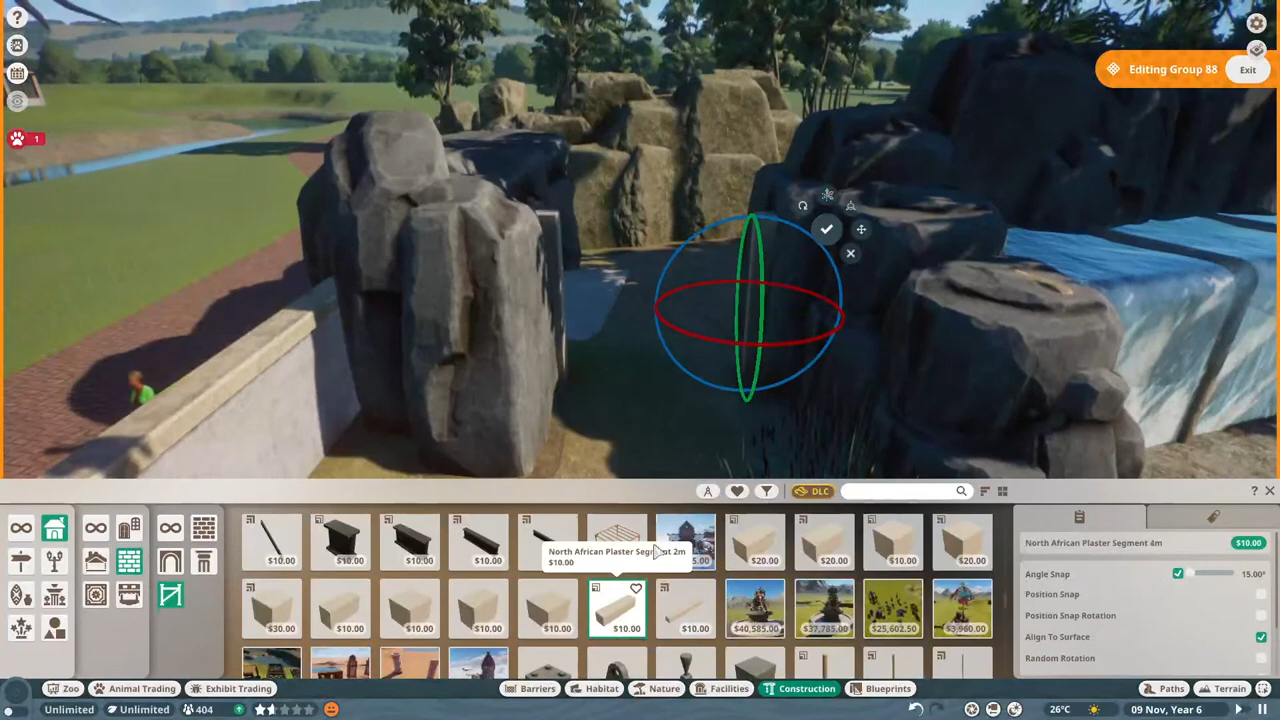 ?
Editing Group 88
Exit
1
DLC
? ×
$10.00
$10.00
$10.00
$10.00
$20.00
$20.00
$10.00
$20.00
North African Plaster Segment 2m
$10.00
$30.00
$10.00
$10.00
$10.00
$10.00
$10.00
$10.00
$40,585.00
$37,785.00
$25,602.50
$3,960.00
North African Plaster Segment 4m
$10.00
Angle Snap
15.00°
Position Snap
Position Snap Rotation
Align To Surface
Random Rotation
Zoo
Animal Trading
Exhibit Trading
Barriers
Habitat
Nature
Facilities
Construction
Blueprints
Paths
Terrain
Unlimited
Unlimited
404
26°C
09 Nov, Year 6